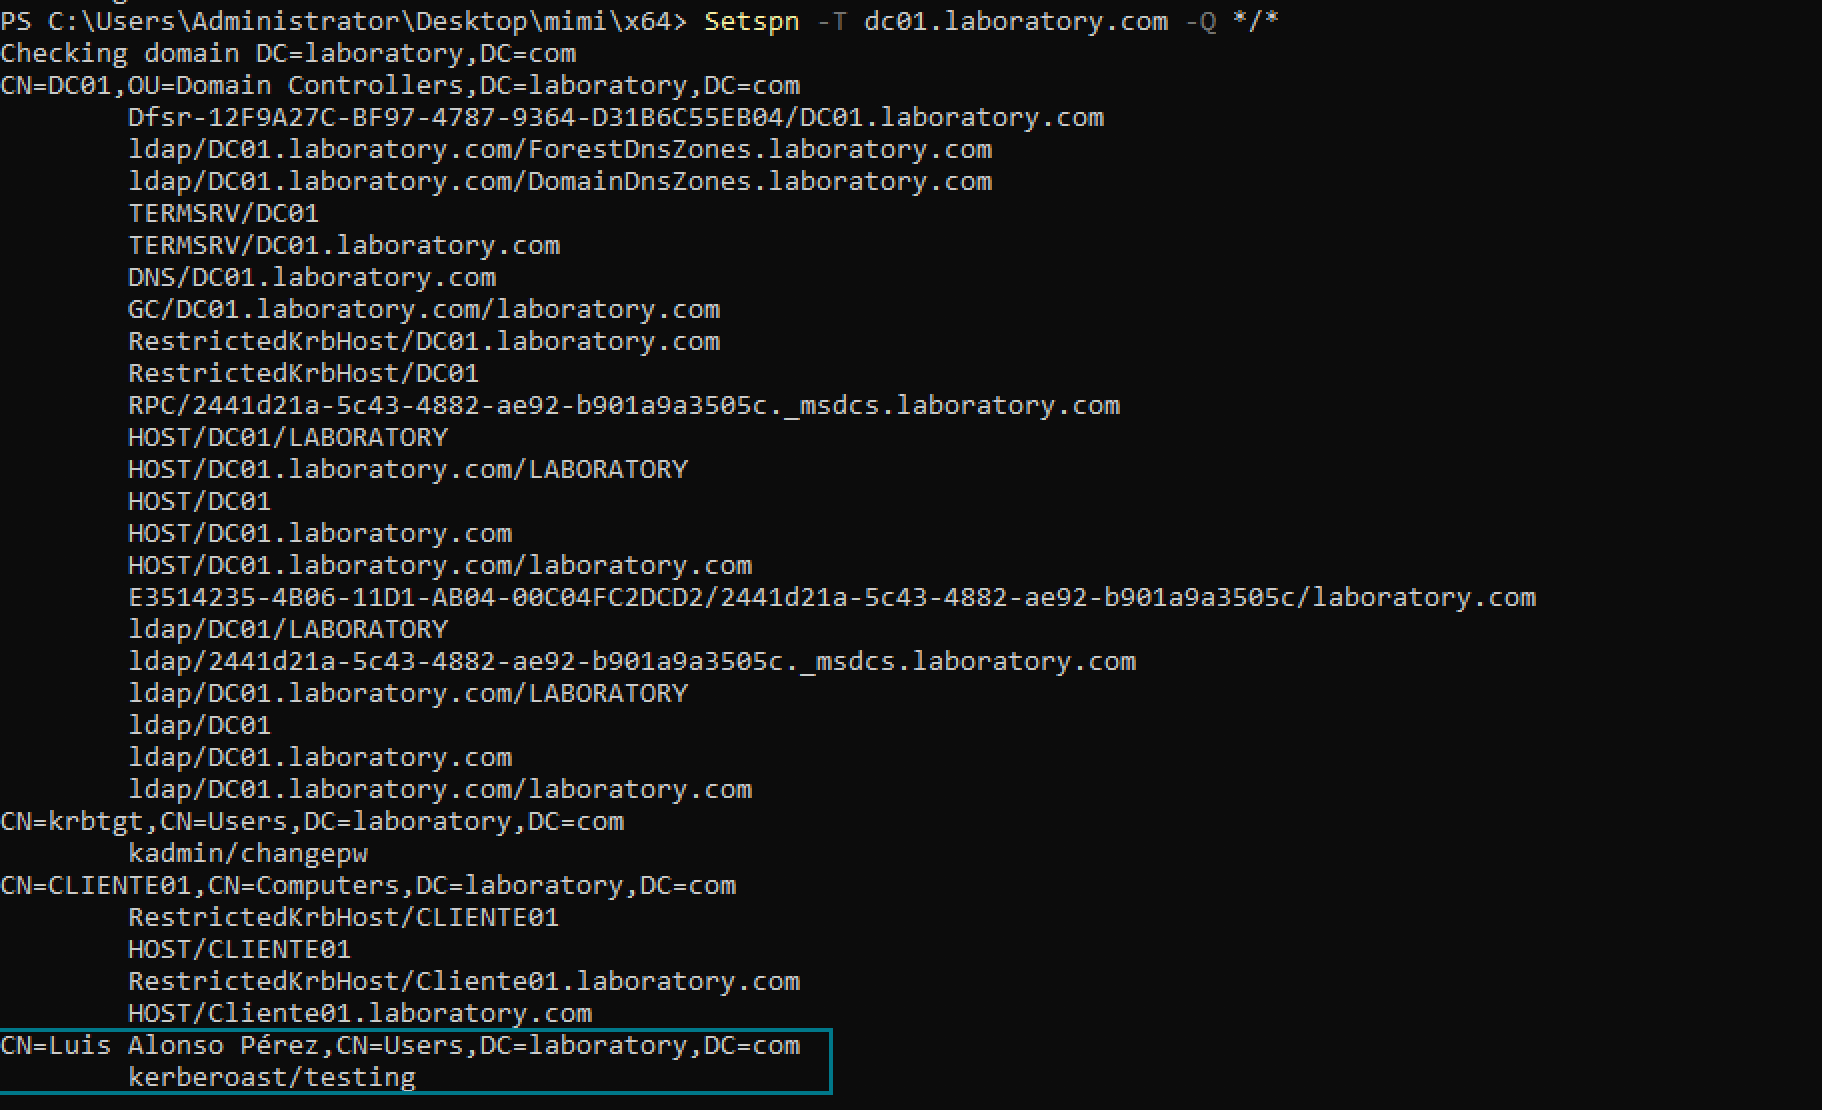 PS C:\Users\Administrator\Desktop\mimi\x64> Setspn -T dc01.laboratory.com -Q */*
Checking domain DC=laboratory,DC=com
CN=DC01,OU=Domain Controllers,DC=laboratory,DC=com
Dfsr-12F9A27C-BF97-4787-9364-D31B6C55EB04/DC01.laboratory.com
ldap/DC01.laboratory.com/ForestDnsZones.laboratory.com
ldap/DC01.laboratory.com/DomainDnsZones.laboratory.com
TERMSRV/DC01
TERMSRV/DC01.laboratory.com
DNS/DC01.laboratory.com
GC/DC01.laboratory.com/laboratory.com
RestrictedKrbHost/DC01.laboratory.com
RestrictedKrbHost/DC01
RPC/2441d21a-5c43-4882-ae92-b901a9a3505c._msdcs.laboratory.com
HOST/DC01/LABORATORY
HOST/DC01.laboratory.com/LABORATORY
HOST/DC01
HOST/DC01.laboratory.com
HOST/DC01.laboratory.com/laboratory.com
E3514235-4B06-11D1-AB04-00C04FC2DCD2/2441d21a-5c43-4882-ae92-b901a9a3505c/laboratory.com
ldap/DC01/LABORATORY
ldap/2441d21a-5c43-4882-ae92-b901a9a3505c._msdcs.laboratory.com
ldap/DC01.laboratory.com/LABORATORY
ldap/DC01
ldap/DC01.laboratory.com
ldap/DC01.laboratory.com/laboratory.com
CN=krbtgt,CN=Users,DC=laboratory,DC=com
kadmin/changepw
CN=CLIENTE01,CN=Computers,DC=laboratory,DC=com
RestrictedKrbHost/CLIENTE01
HOST/CLIENTE01
RestrictedKrbHost/Cliente01.laboratory.com
HOST/Cliente01.laboratory.com
CN=Luis Alonso Pérez,CN=Users,DC=laboratory,DC=com
kerberoast/testing